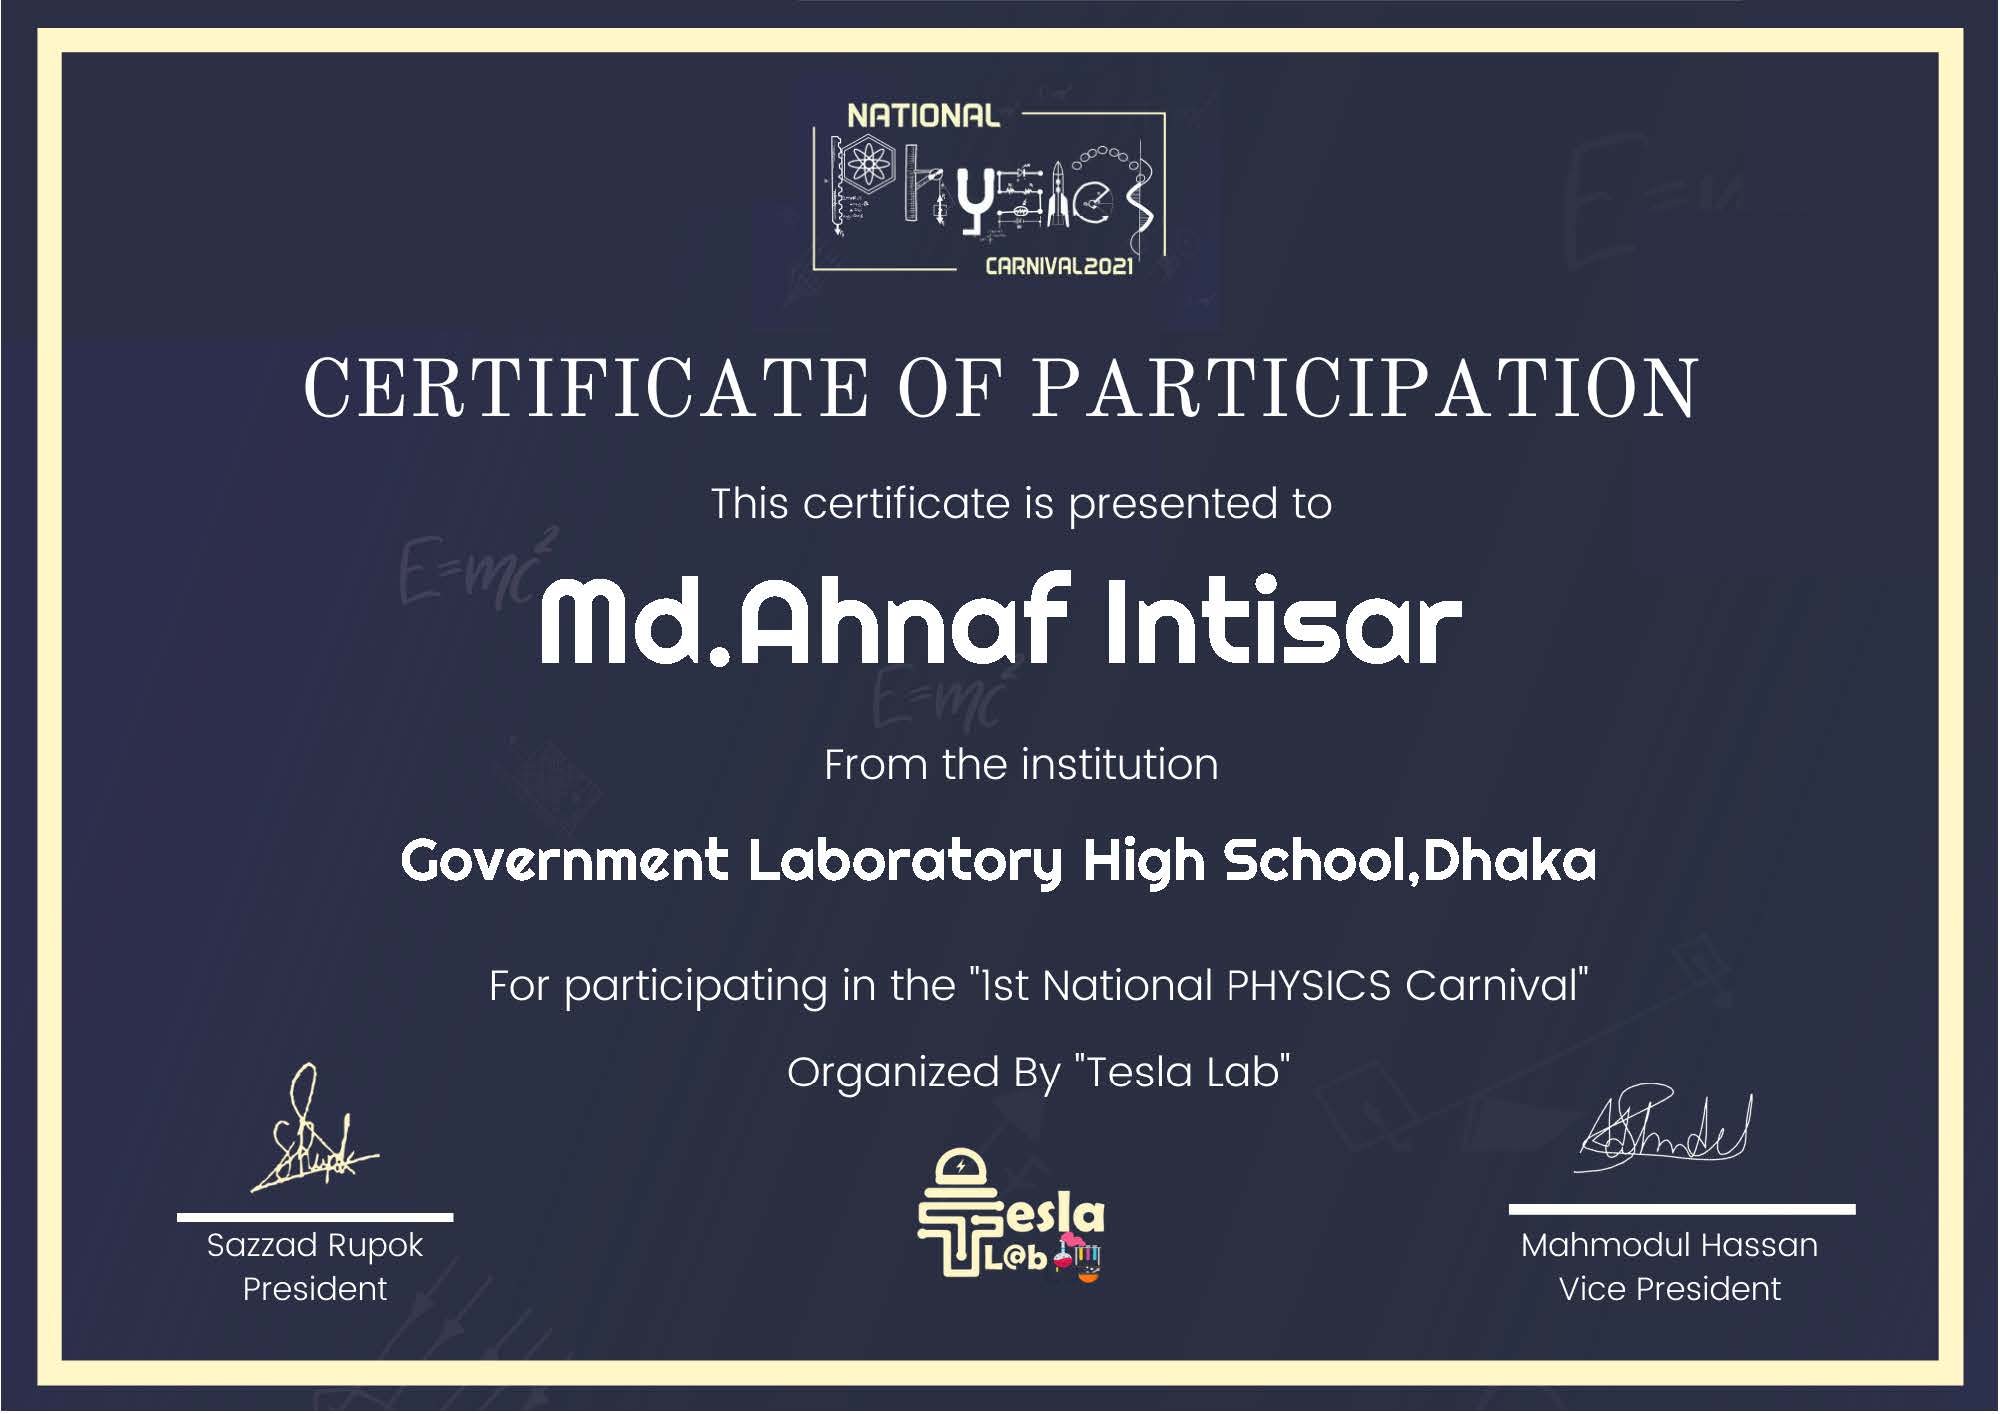 NATIONAL
Physics
CARNIVAL2021
E=m
CERTIFICATE OF PARTICIPATION
This certificate is presented to
E=mc²
Md.Ahnaf Intisar
E=mc²
From the institution
Government Laboratory High School,Dhaka
For participating in the "1st National PHYSICS Carnival"
Organized By "Tesla Lab"
Tesla
L@b
Sazzad Rupok
President
Mahmodul Hassan
Vice President